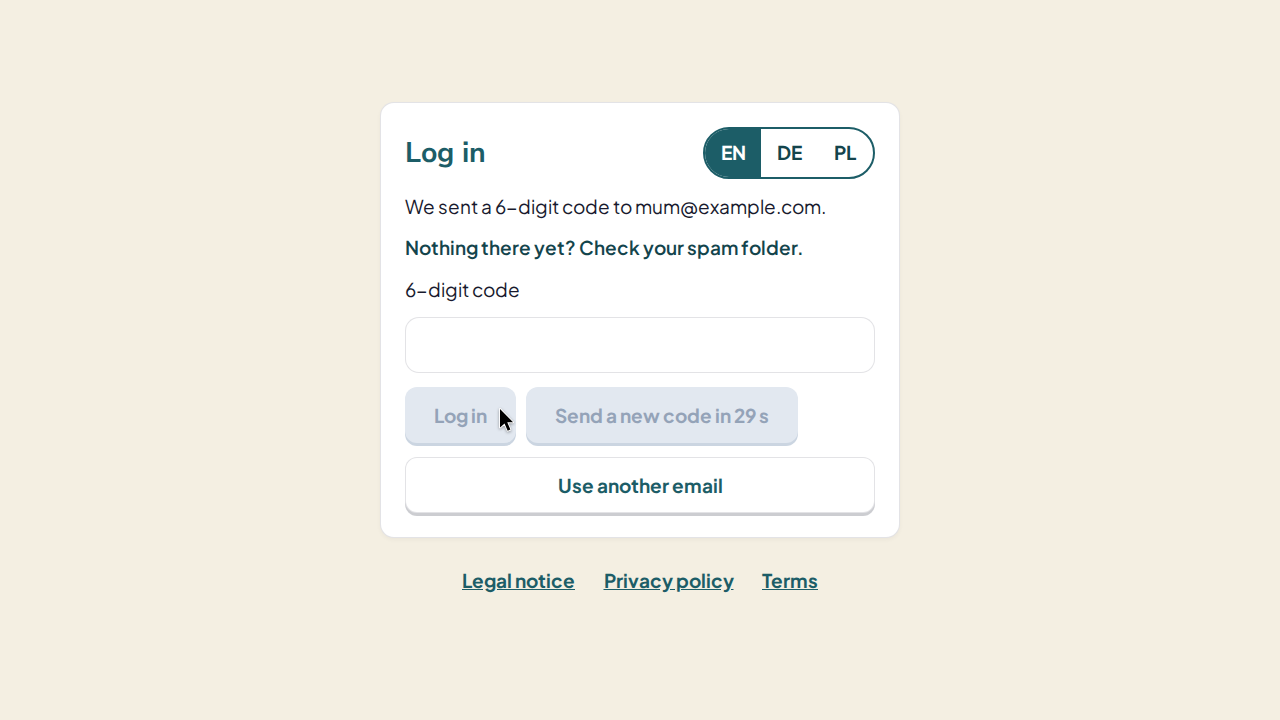 Log in
EN DE PL
We sent a 6-digit code to mum@example.com.
Nothing there yet? Check your spam folder.
6-digit code
Log in
Send a new code in 29 s
Use another email
Legal notice Privacy policy Terms